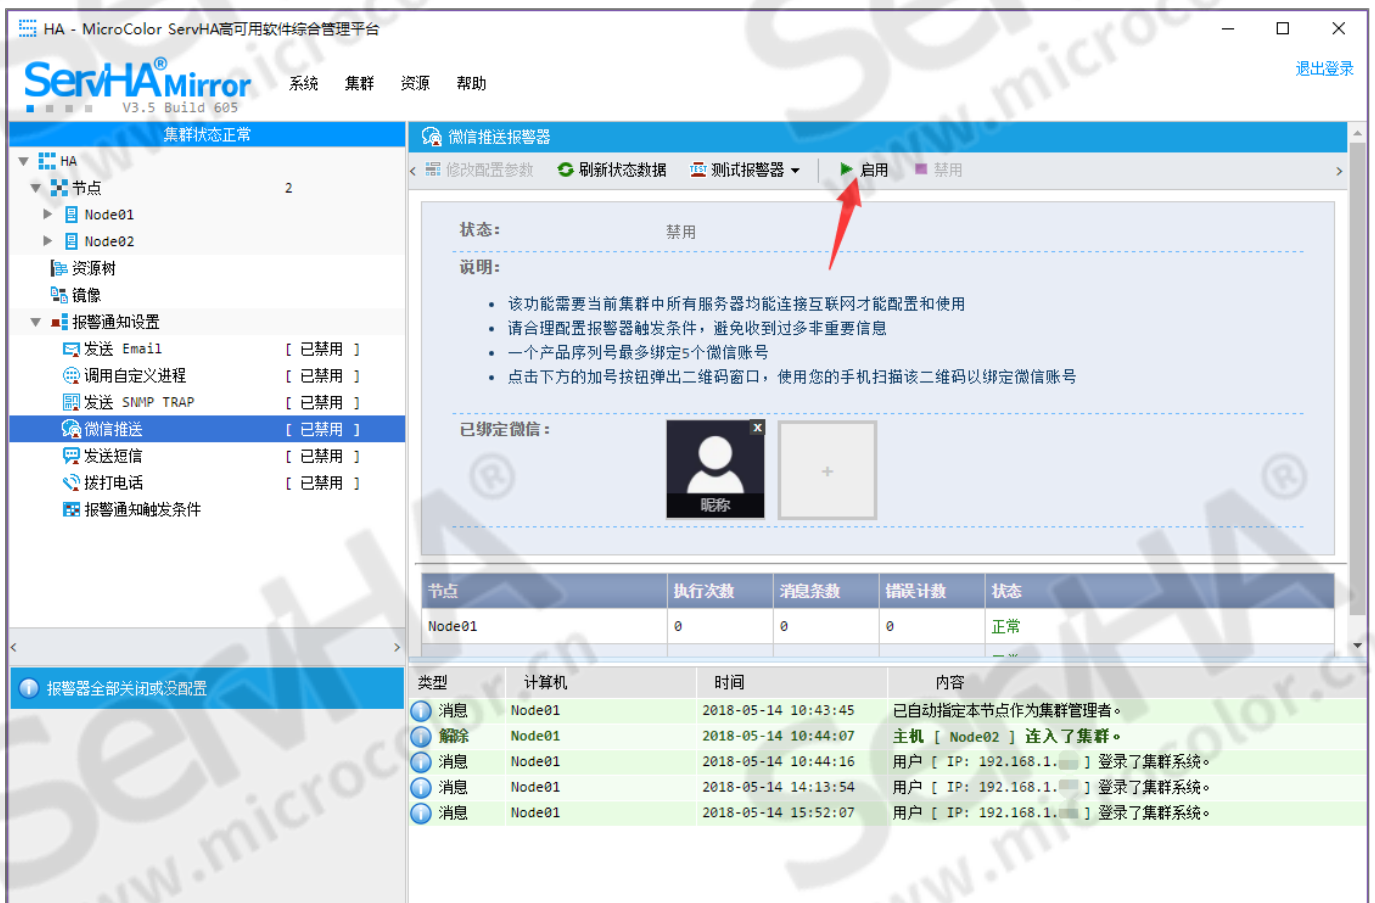 HA - MicroColor ServHA高可用软件综合管理平台
ServHA® Mirror
V3.5 Build 605
系统 集群 资源 帮助
退出登录
集群状态正常
HA
节点 2
Node01
Node02
资源树
镜像
报警通知设置
发送 Email [ 已禁用 ]
调用自定义进程 [ 已禁用 ]
发送 SNMP TRAP [ 已禁用 ]
微信推送 [ 已禁用 ]
发送短信 [ 已禁用 ]
拨打电话 [ 已禁用 ]
报警通知触发条件
报警器全部关闭或没配置
微信推送报警器
修改配置参数 刷新状态数据 TEST 测试报警器 启用 禁用
状态: 禁用
说明:
• 该功能需要当前集群中所有服务器均能连接互联网才能配置和使用
• 请合理配置报警器触发条件，避免收到过多非重要信息
• 一个产品序列号最多绑定5个微信账号
• 点击下方的加号按钮弹出二维码窗口，使用您的手机扫描该二维码以绑定微信账号
已绑定微信: x +
昵称
节点 执行次数 消息条数 错误计数 状态
Node01 0 0 0 正常
类型 计算机 时间 内容
消息 Node01 2018-05-14 10:43:45 已自动指定本节点作为集群管理者。
解除 Node01 2018-05-14 10:44:07 主机 [ Node02 ] 连入了集群。
消息 Node01 2018-05-14 10:44:16 用户 [ IP: 192.168.1. ] 登录了集群系统。
消息 Node01 2018-05-14 14:13:54 用户 [ IP: 192.168.1. ] 登录了集群系统。
消息 Node01 2018-05-14 15:52:07 用户 [ IP: 192.168.1. ] 登录了集群系统。
ServHA®
www.microcolor.cn